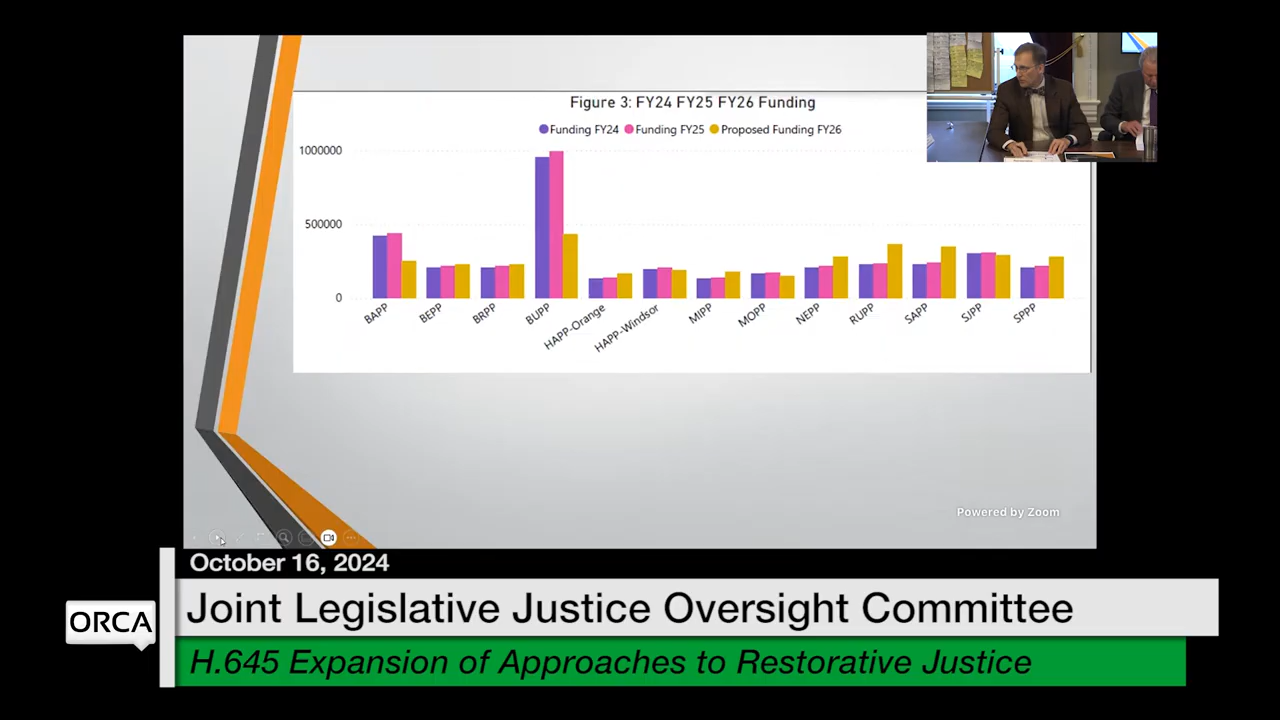 Figure 3: FY24 FY25 FY26 Funding
Funding FY24 Funding FY25 Proposed Funding FY26
1000000
500000
0
BAPP BEPP BRPP BUPP HAPP-Orange HAPP-Windsor MIPP MOPP NEPP RUPP SAPP SJPP SPPP
Powered by Zoom
October 16, 2024
ORCA
Joint Legislative Justice Oversight Committee
H.645 Expansion of Approaches to Restorative Justice